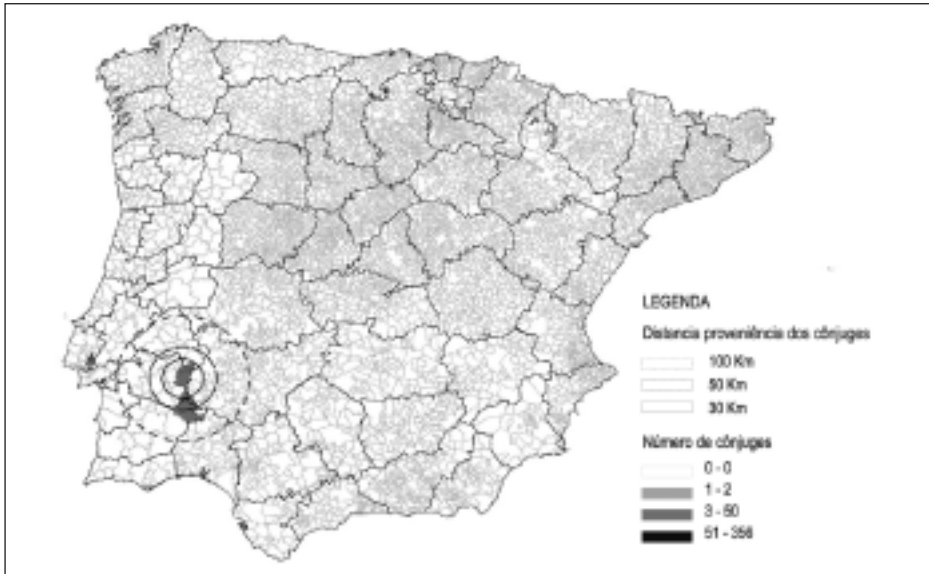 LEGENDA
Distancia proveniência dos cônjuges
100 Km
50 Km
30 Km
Número de cônjuges
0 - 0
1 - 2
3 - 50
51 - 356